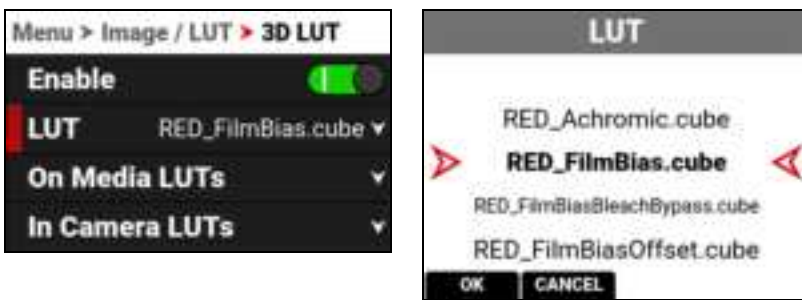 Menu > Image / LUT > 3D LUT
Enable
LUT RED_FilmBias.cube
On Media LUTs
In Camera LUTs
LUT
RED_Achromic.cube
RED_FilmBias.cube
RED_FilmBiasBleachBypass.cube
RED_FilmBiasOffset.cube
OK CANCEL